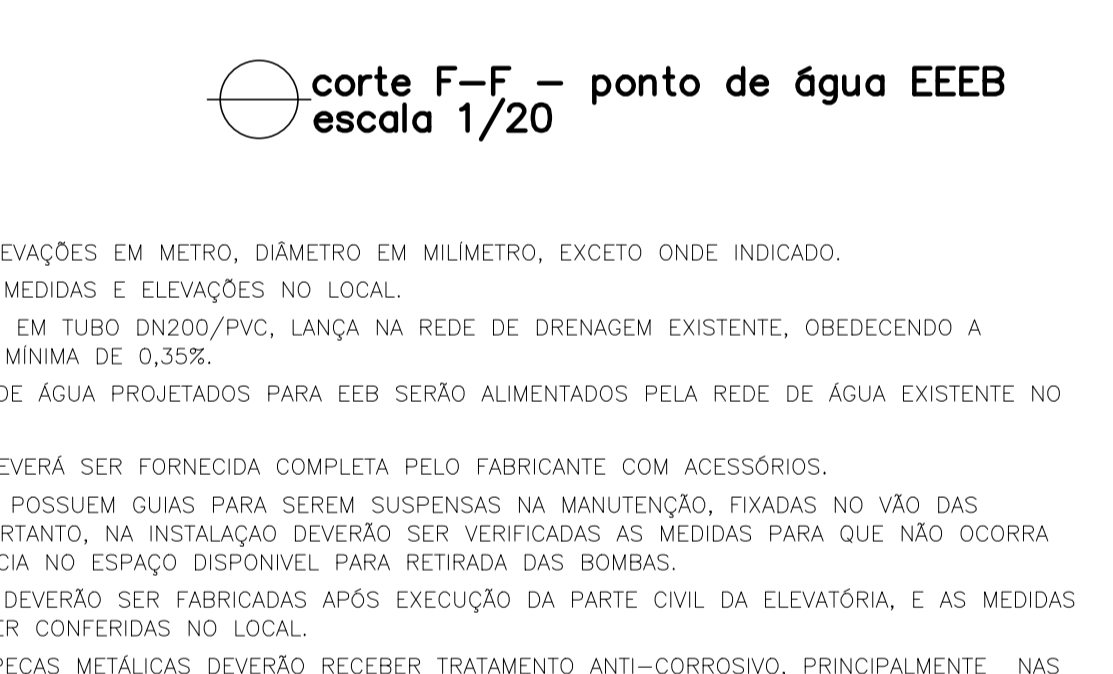 corte F-F - ponto de água EEEB
escala 1/20
EVAÇÕES EM METRO, DIÂMETRO EM MILÍMETRO, EXCETO ONDE INDICADO.
MEDIDAS E ELEVAÇÕES NO LOCAL.
EM TUBO DN200/PVC, LANÇA NA REDE DE DRENAGEM EXISTENTE, OBEDECENDO A
MÍNIMA DE 0,35%.
DE ÁGUA PROJETADOS PARA EEB SERÃO ALIMENTADOS PELA REDE DE ÁGUA EXISTENTE NO
EVERÁ SER FORNECIDA COMPLETA PELO FABRICANTE COM ACESSÓRIOS.
POSSUEM GUIAS PARA SEREM SUSPENSAS NA MANUTENÇÃO, FIXADAS NO VÃO DAS
RTANTO, NA INSTALAÇAO DEVERÃO SER VERIFICADAS AS MEDIDAS PARA QUE NÃO OCORRA
CIA NO ESPAÇO DISPONIVEL PARA RETIRADA DAS BOMBAS.
DEVERÃO SER FABRICADAS APÓS EXECUÇÃO DA PARTE CIVIL DA ELEVATÓRIA, E AS MEDIDAS
ER CONFERIDAS NO LOCAL.
PEÇAS METÁLICAS DEVERÃO RECEBER TRATAMENTO ANTI-CORROSIVO, PRINCIPALMENTE NAS